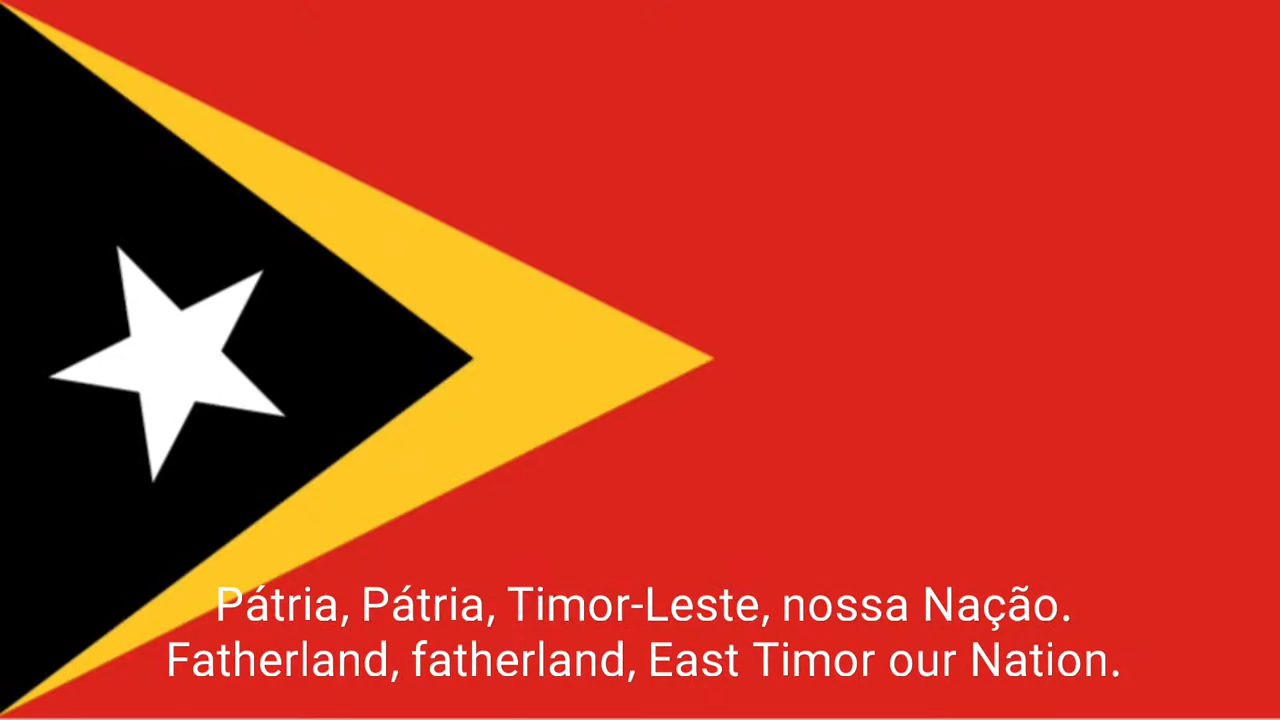 Pátria, Pátria, Timor-Leste, nossa Nação.
Fatherland, fatherland, East Timor our Nation.